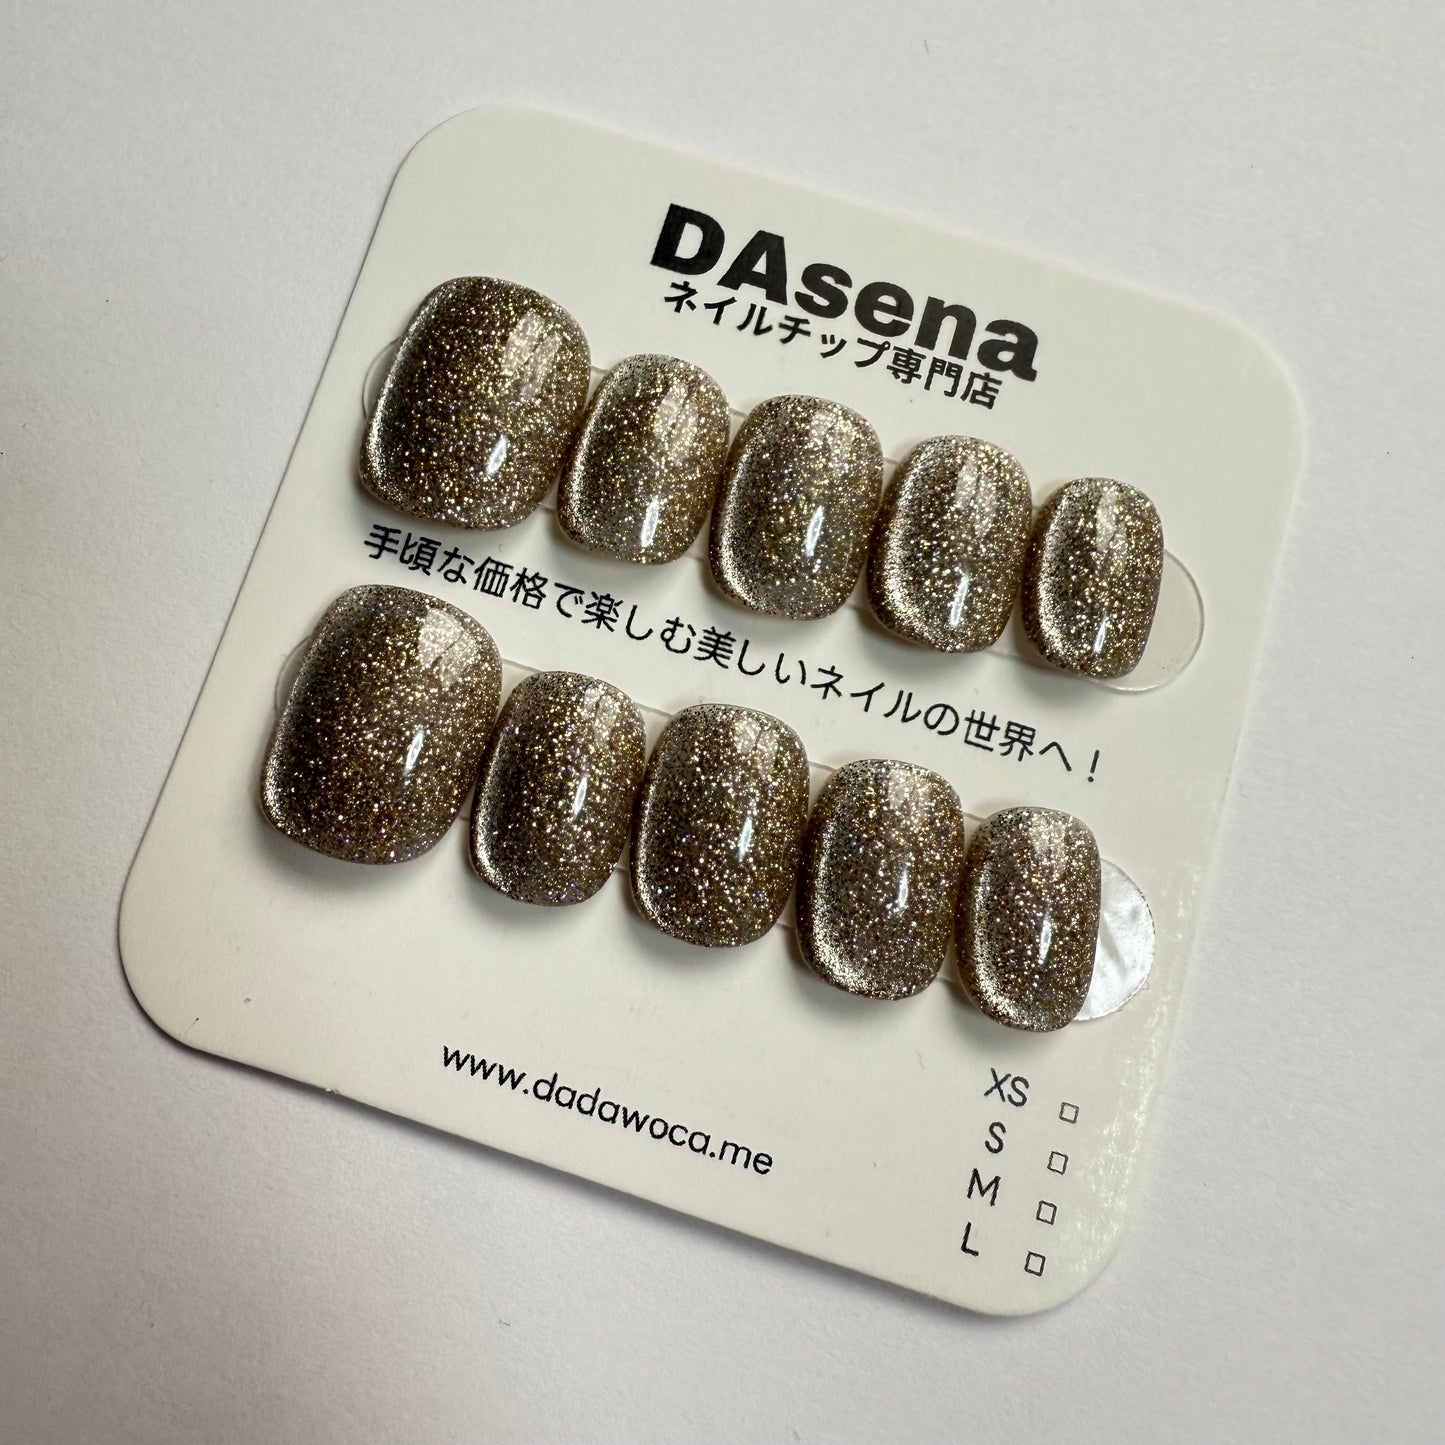 DAsena
ネイルチップ専門店
手頃な価格で楽しむ美しいネイルの世界へ！
www.dadawoca.me
XS □
S □
M □
L □